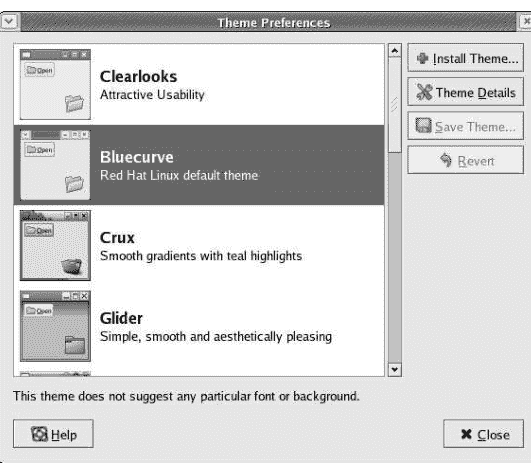 Theme Preferences
Open
Clearlooks
Attractive Usability
Open
Bluecurve
Red Hat Linux default theme
Open
Crux
Smooth gradients with teal highlights
Open
Glider
Simple, smooth and aesthetically pleasing
Install Theme...
Theme Details
Save Theme...
Revert
This theme does not suggest any particular font or background.
Help
Close